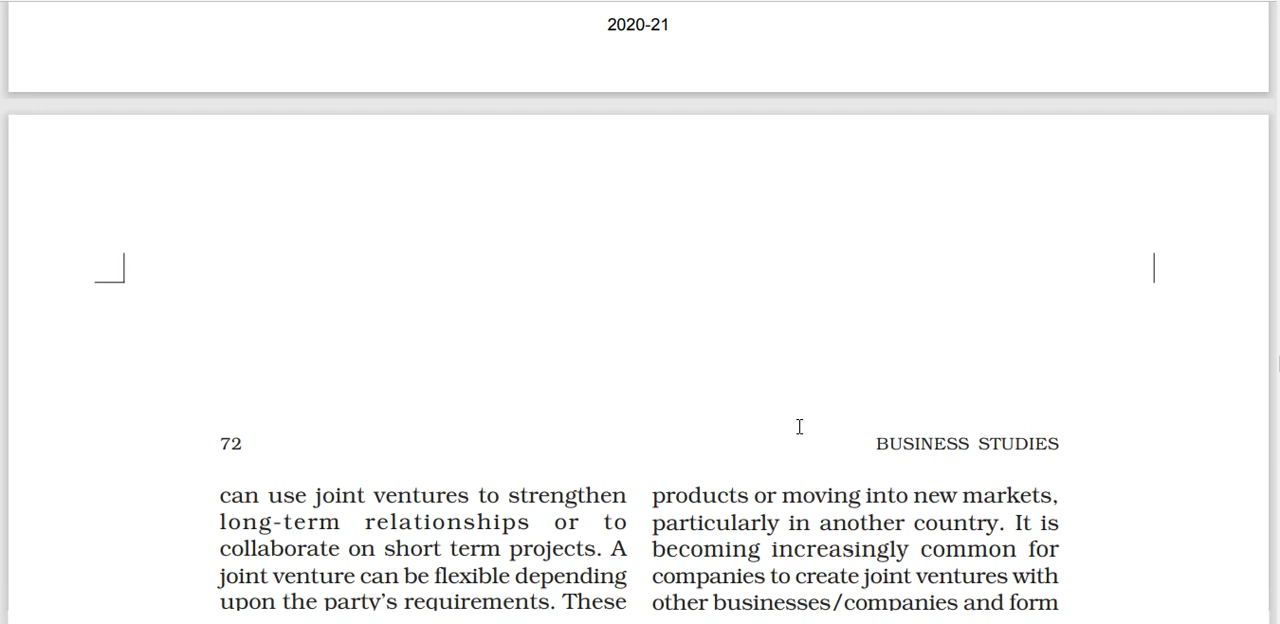 2020-21
72
BUSINESS STUDIES
can use joint ventures to strengthen
long-term relationships or to
collaborate on short term projects. A
joint venture can be flexible depending
upon the party's requirements. These
products or moving into new markets,
particularly in another country. It is
becoming increasingly common for
companies to create joint ventures with
other businesses/companies and form